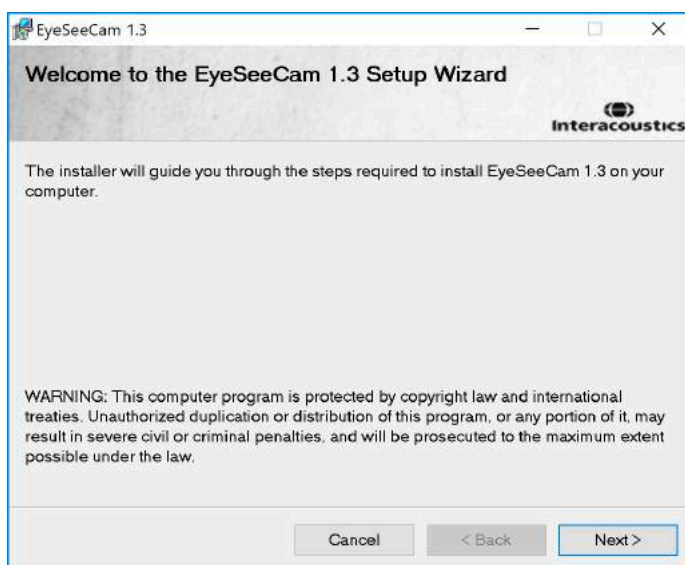 EyeSeeCam 1.3
Welcome to the EyeSeeCam 1.3 Setup Wizard
Interacoustics
The installer will guide you through the steps required to install EyeSeeCam 1.3 on your
computer.
WARNING: This computer program is protected by copyright law and international
treaties. Unauthorized duplication or distribution of this program, or any portion of it, may
result in severe civil or criminal penalties, and will be prosecuted to the maximum extent
possible under the law.
Cancel
< Back
Next >